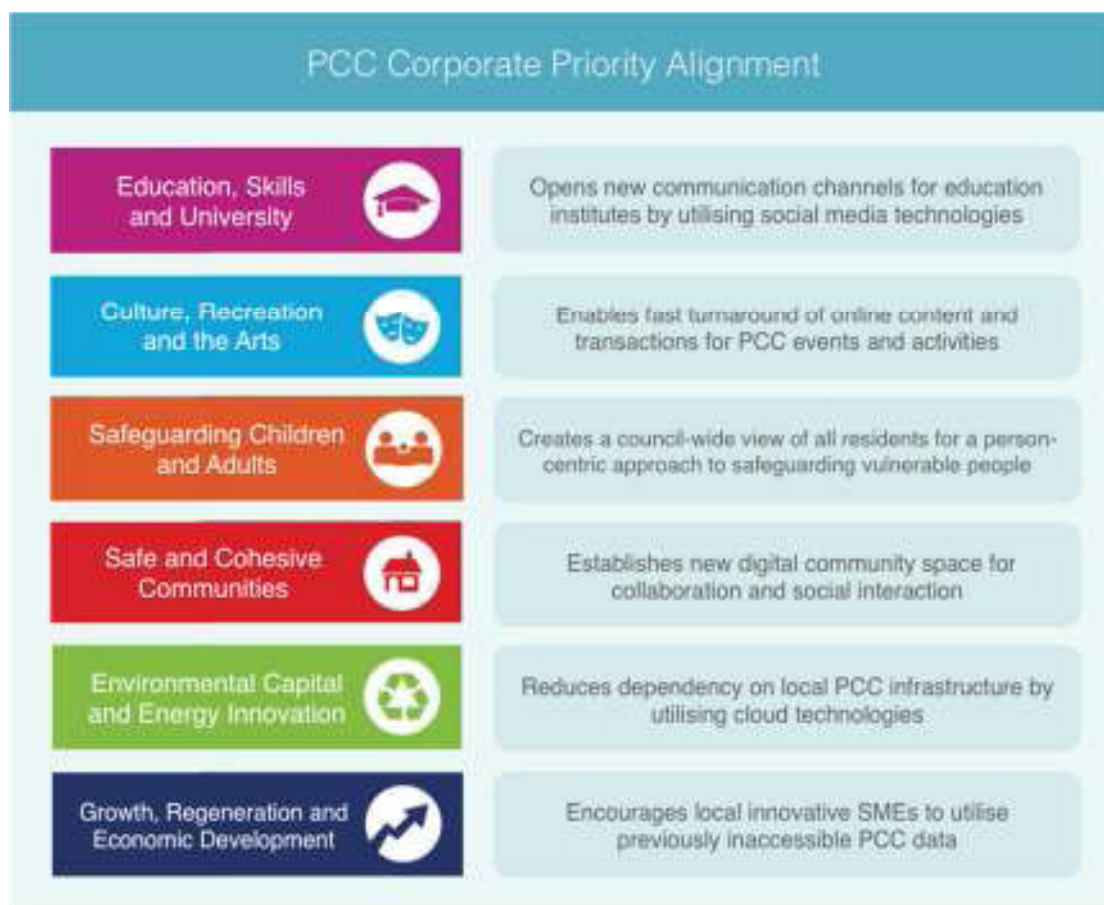 PCC Corporate Priority Alignment
Education, Skills
and University
Opens new communication channels for education
institutes by utilising social media technologies
Culture, Recreation
and the Arts
Enables fast turnaround of online content and
transactions for PCC events and activities
Safeguarding Children
and Adults
Creates a council-wide view of all residents for a person-
centric approach to safeguarding vulnerable people
Safe and Cohesive
Communities
Establishes new digital community space for
collaboration and social interaction
Environmental Capital
and Energy Innovation
Reduces dependency on local PCC infrastructure by
utilising cloud technologies
Growth, Regeneration and
Economic Development
Encourages local innovative SMEs to utilise
previously inaccessible PCC data